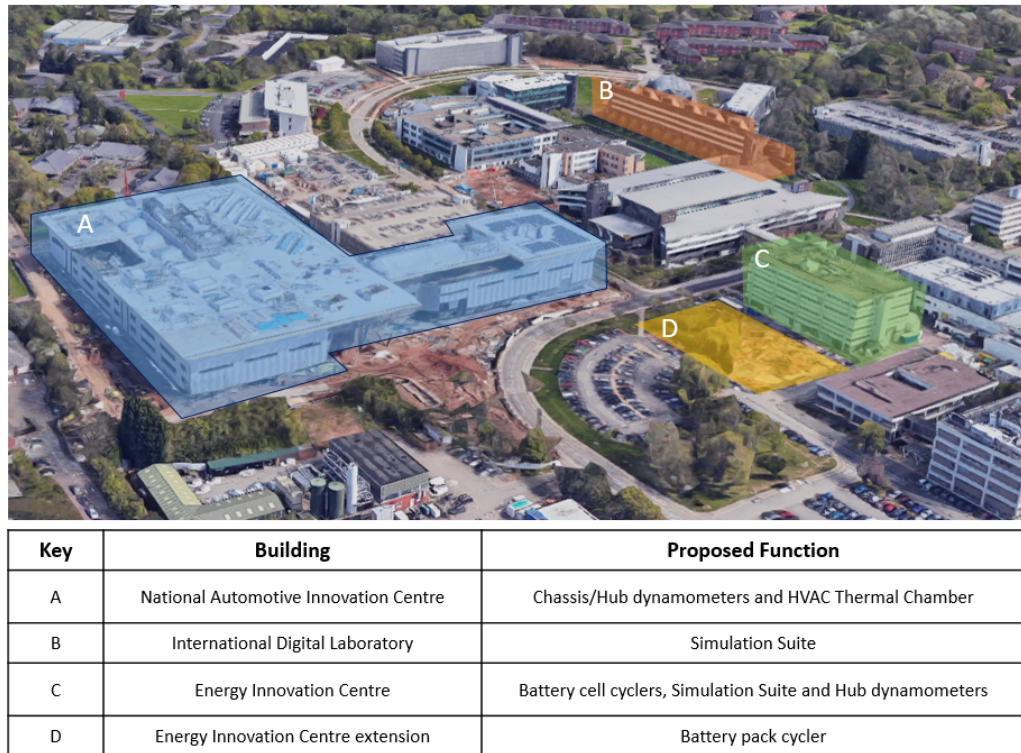 B
A
C
D
Key Building Proposed Function
A National Automotive Innovation Centre Chassis/Hub dynamometers and HVAC Thermal Chamber
B International Digital Laboratory Simulation Suite
C Energy Innovation Centre Battery cell cyclers, Simulation Suite and Hub dynamometers
D Energy Innovation Centre extension Battery pack cycler